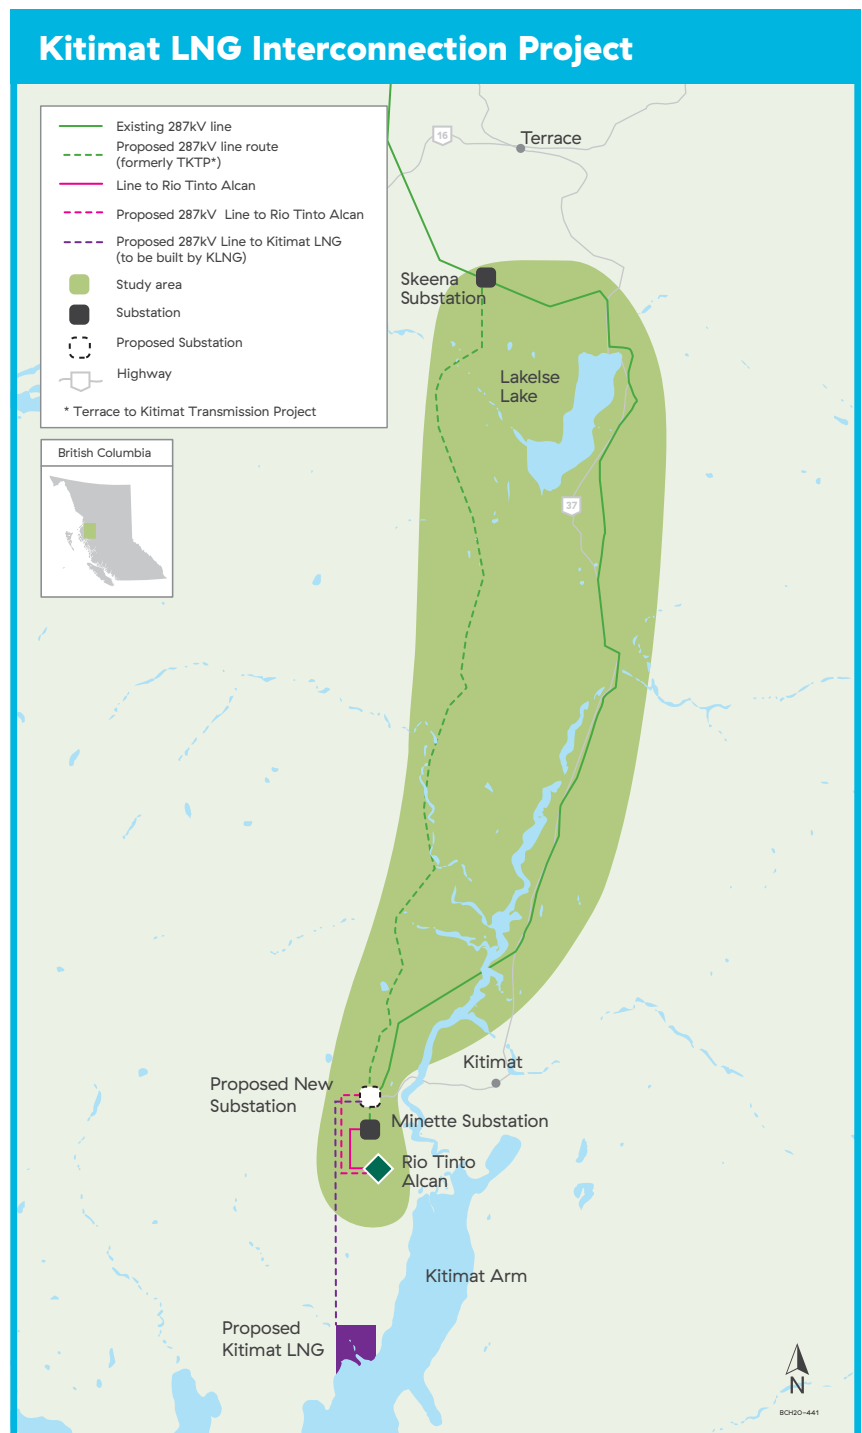 Kitimat LNG Interconnection Project
Existing 287kV line
Proposed 287kV line route
(formerly TKTP*)
Line to Rio Tinto Alcan
Proposed 287kV Line to Rio Tinto Alcan
Proposed 287kV Line to Kitimat LNG
(to be built by KLNG)
Study area
Substation
Proposed Substation
Highway
* Terrace to Kitimat Transmission Project
British Columbia
16
Terrace
Skeena
Substation
Lakelse
Lake
37
Kitimat
Proposed New
Substation
Minette Substation
Rio Tinto
Alcan
Kitimat Arm
Proposed
Kitimat LNG
N
BCH20-441